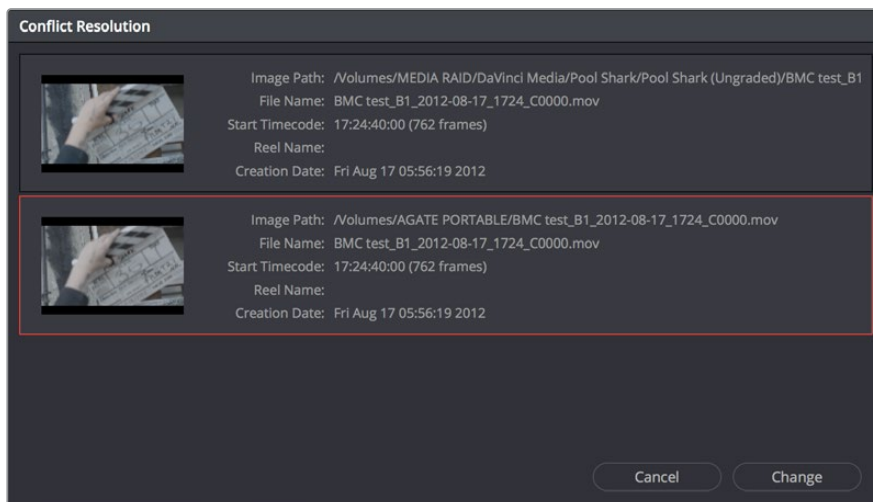 Conflict Resolution
Image Path: /Volumes/MEDIA RAID/DaVinci Media/Pool Shark/Pool Shark (Ungraded)/BMC test_B1
File Name: BMC test_B1_2012-08-17_1724_C0000.mov
Start Timecode: 17:24:40:00 (762 frames)
Reel Name:
Creation Date: Fri Aug 17 05:56:19 2012
Image Path: /Volumes/AGATE PORTABLE/BMC test_B1_2012-08-17_1724_C0000.mov
File Name: BMC test_B1_2012-08-17_1724_C0000.mov
Start Timecode: 17:24:40:00 (762 frames)
Reel Name:
Creation Date: Fri Aug 17 05:56:19 2012
Cancel Change